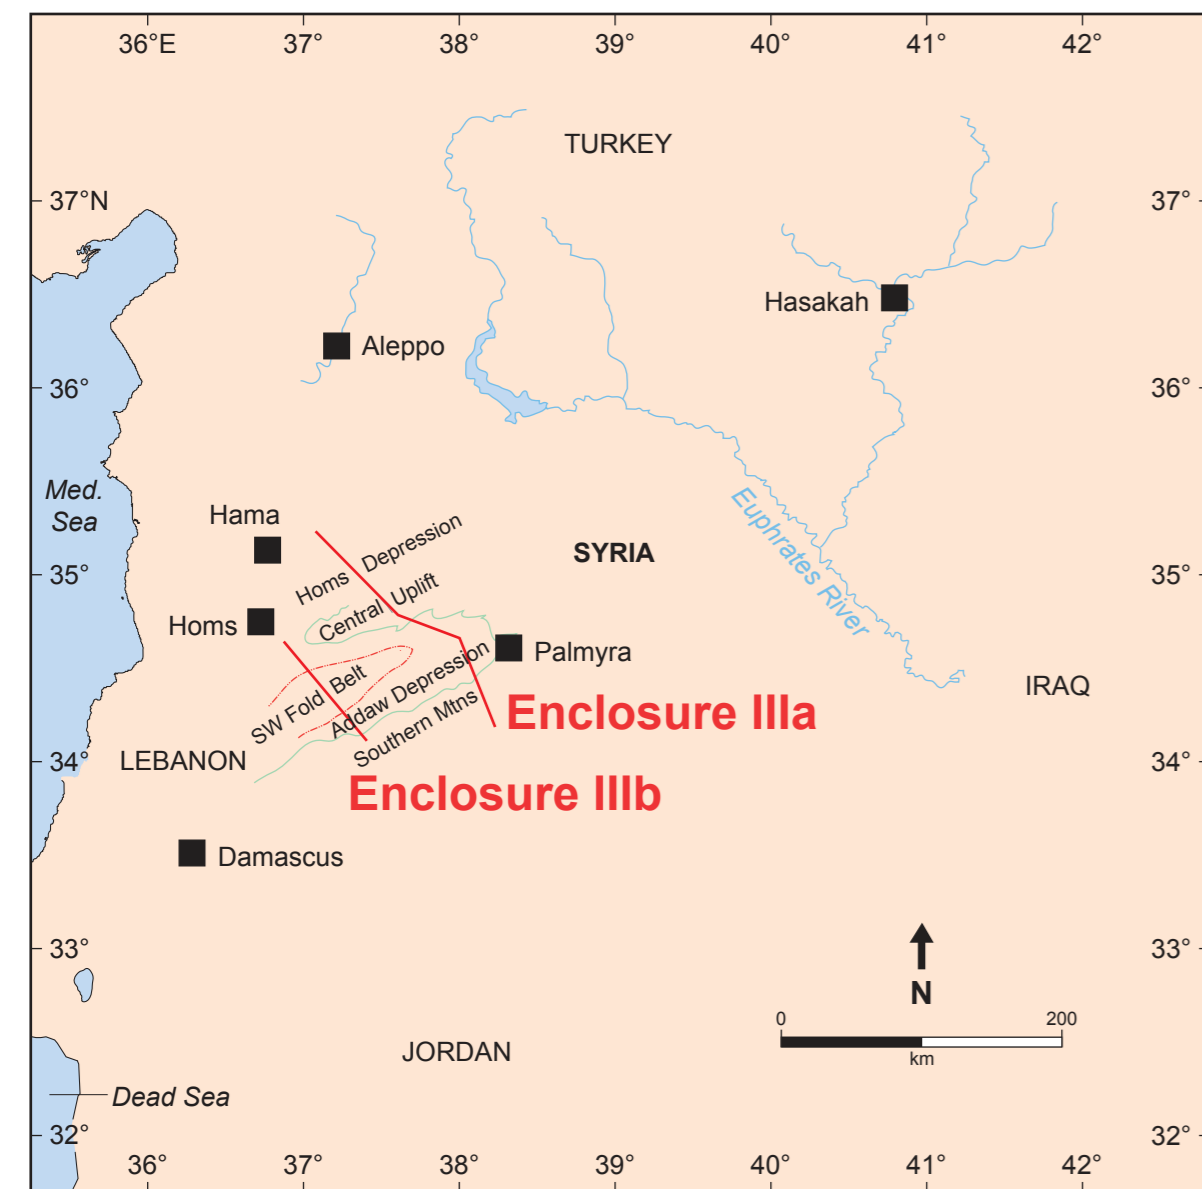 36°E 37° 38° 39° 40° 41° 42°
TURKEY
37°N 37°
Hasakah
Aleppo
36° 36°
Med.
Sea
Hama
Euphrates River
Homs Depression
SYRIA
35° 35°
Central Uplift
Homs
Palmyra
SW Fold Belt
Addaw Depression
IRAQ
Southern Mtns
Enclosure IIIa
LEBANON
34° 34°
Enclosure IIIb
Damascus
33° 33°
N
0 200
km
JORDAN
Dead Sea
32° 32°
36° 37° 38° 39° 40° 41° 42°